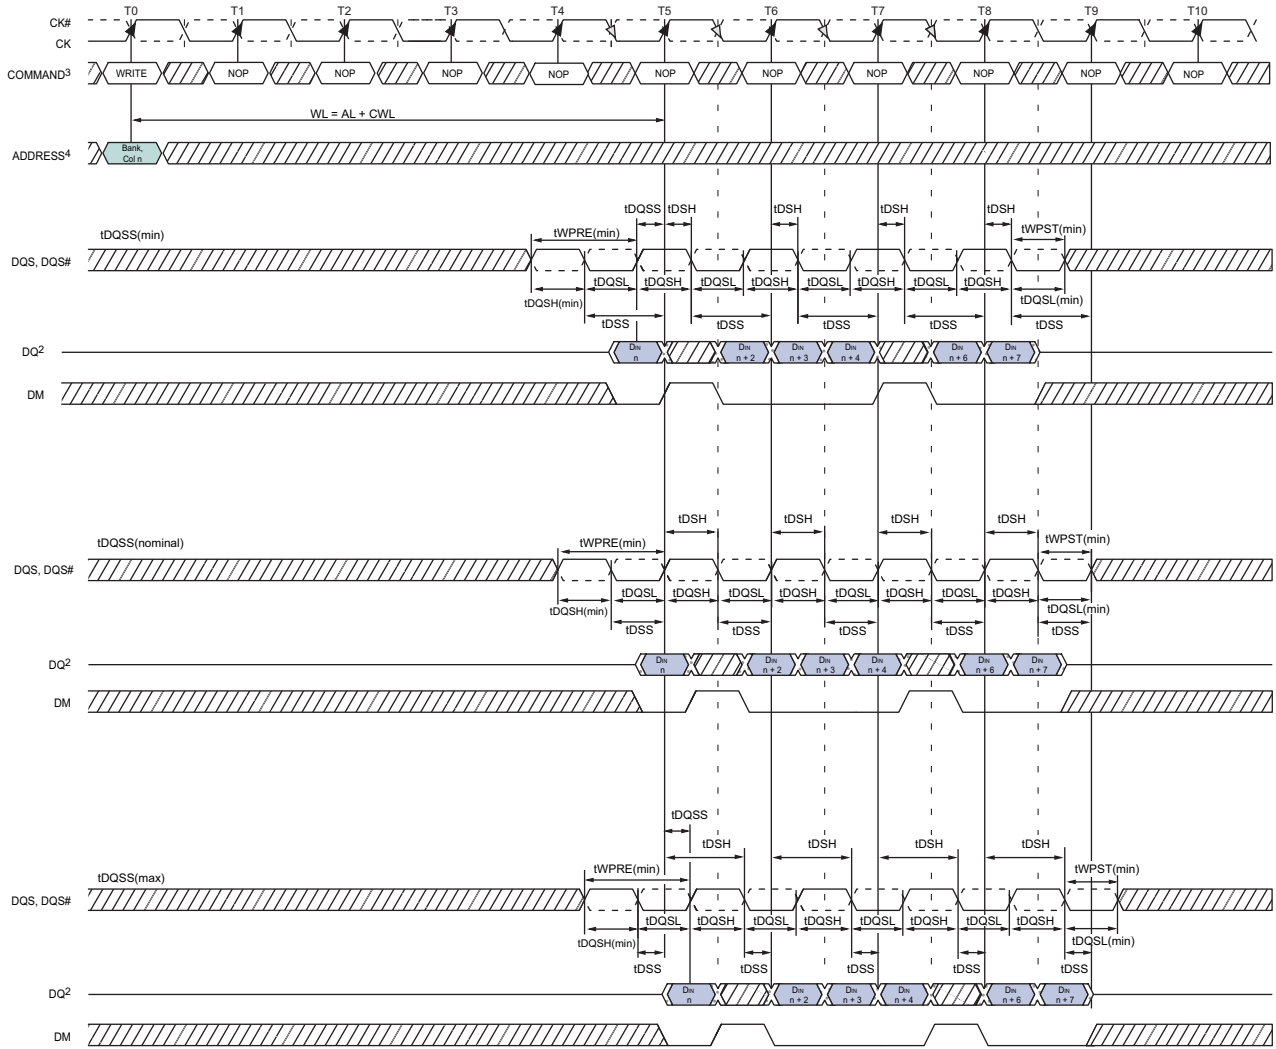 T0 T1 T2 T3 T4 T5 T6 T7 T8 T9 T10
CK#
CK
COMMAND3 WRITE NOP NOP NOP NOP NOP NOP NOP NOP NOP NOP
WL = AL + CWL
ADDRESS4 Bank, Col n
tDQSS tDSH tDSH tDSH tDSH
tDQSS(min) tWPRE(min) tWPST(min)
DQS, DQS#
tDQSL tDQSH tDQSL tDQSH tDQSL tDQSH tDQSL tDQSH
tDQSH(min) tDQSL(min)
tDSS tDSS tDSS tDSS tDSS
DQ2 DIN n DIN n + 2 DIN n + 3 DIN n + 4 DIN n + 6 DIN n + 7
DM
tDSH tDSH tDSH tDSH
tDQSS(nominal) tWPRE(min) tWPST(min)
DQS, DQS#
tDQSL tDQSH tDQSL tDQSH tDQSL tDQSH tDQSL tDQSH
tDQSH(min) tDQSL(min)
tDSS tDSS tDSS tDSS tDSS
DQ2 DIN n DIN n + 2 DIN n + 3 DIN n + 4 DIN n + 6 DIN n + 7
DM
tDQSS
tDSH tDSH tDSH tDSH
tDQSS(max) tWPRE(min) tWPST(min)
DQS, DQS#
tDQSL tDQSH tDQSL tDQSH tDQSL tDQSH tDQSL tDQSH
tDQSH(min) tDQSL(min)
tDSS tDSS tDSS tDSS tDSS
DQ2 DIN n DIN n + 2 DIN n + 3 DIN n + 4 DIN n + 6 DIN n + 7
DM